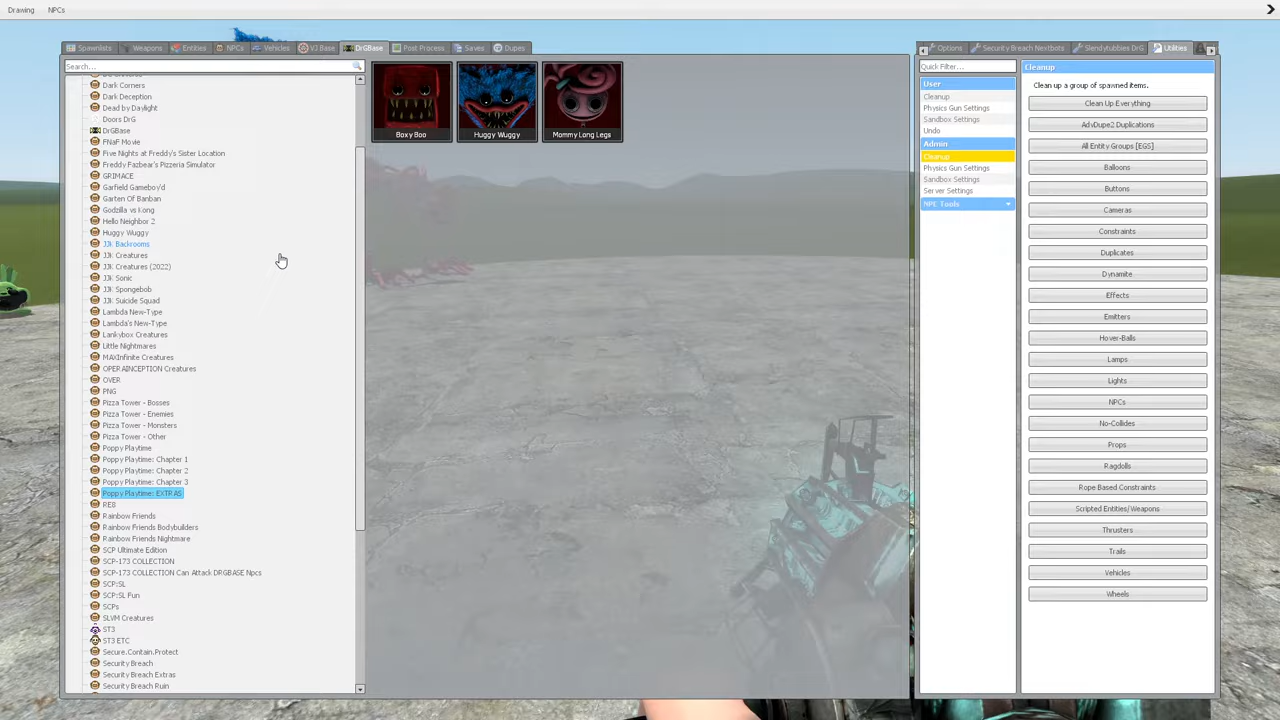 Drawing NPCs
Spawnlists Weapons Entities NPCs Vehicles VJ Base DrGBase Post Process Saves Dupes
Options Security Breach Nextbots Slendytubbies DrG Utilities
Search...
Dark Corners
Dark Deception
Dead by Daylight
Doors DrG
DrGBase
FNaF Movie
Five Nights at Freddy's Sister Location
Freddy Fazbear's Pizzeria Simulator
GRIMACE
Garfield Gameboy'd
Garten Of Banban
Godzilla vs Kong
Hello Neighbor 2
Huggy Wuggy
JJk Backrooms
JJk Creatures
JJk Creatures (2022)
JJk Sonic
JJk Spongebob
JJk Suicide Squad
Lambda New-Type
Lambda's New-Type
Lankybox Creatures
Little Nightmares
MAXInfinite Creatures
OPERAINCEPTION Creatures
OVER
PNG
Pizza Tower - Bosses
Pizza Tower - Enemies
Pizza Tower - Monsters
Pizza Tower - Other
Poppy Playtime
Poppy Playtime: Chapter 1
Poppy Playtime: Chapter 2
Poppy Playtime: Chapter 3
Poppy Playtime: EXTRAS
RE8
Rainbow Friends
Rainbow Friends Bodybuilders
Rainbow Friends Nightmare
SCP Ultimate Edition
SCP-173 COLLECTION
SCP-173 COLLECTION Can Attack DRGBASE Npcs
SCP:SL
SCP:SL Fun
SCPs
SLVM Creatures
ST3
ST3 ETC
Secure.Contain.Protect
Security Breach
Security Breach Extras
Security Breach Ruin
Boxy Boo Huggy Wuggy Mommy Long Legs
Quick Filter...
User
Cleanup
Physics Gun Settings
Sandbox Settings
Undo
Admin
Cleanup
Physics Gun Settings
Sandbox Settings
Server Settings
NPC Tools
Cleanup
Clean up a group of spawned items.
Clean Up Everything
AdvDupe2 Duplications
All Entity Groups [EGS]
Balloons
Buttons
Cameras
Constraints
Duplicates
Dynamite
Effects
Emitters
Hover-Balls
Lamps
Lights
NPCs
No-Collides
Props
Ragdolls
Rope Based Constraints
Scripted Entities/Weapons
Thrusters
Trails
Vehicles
Wheels